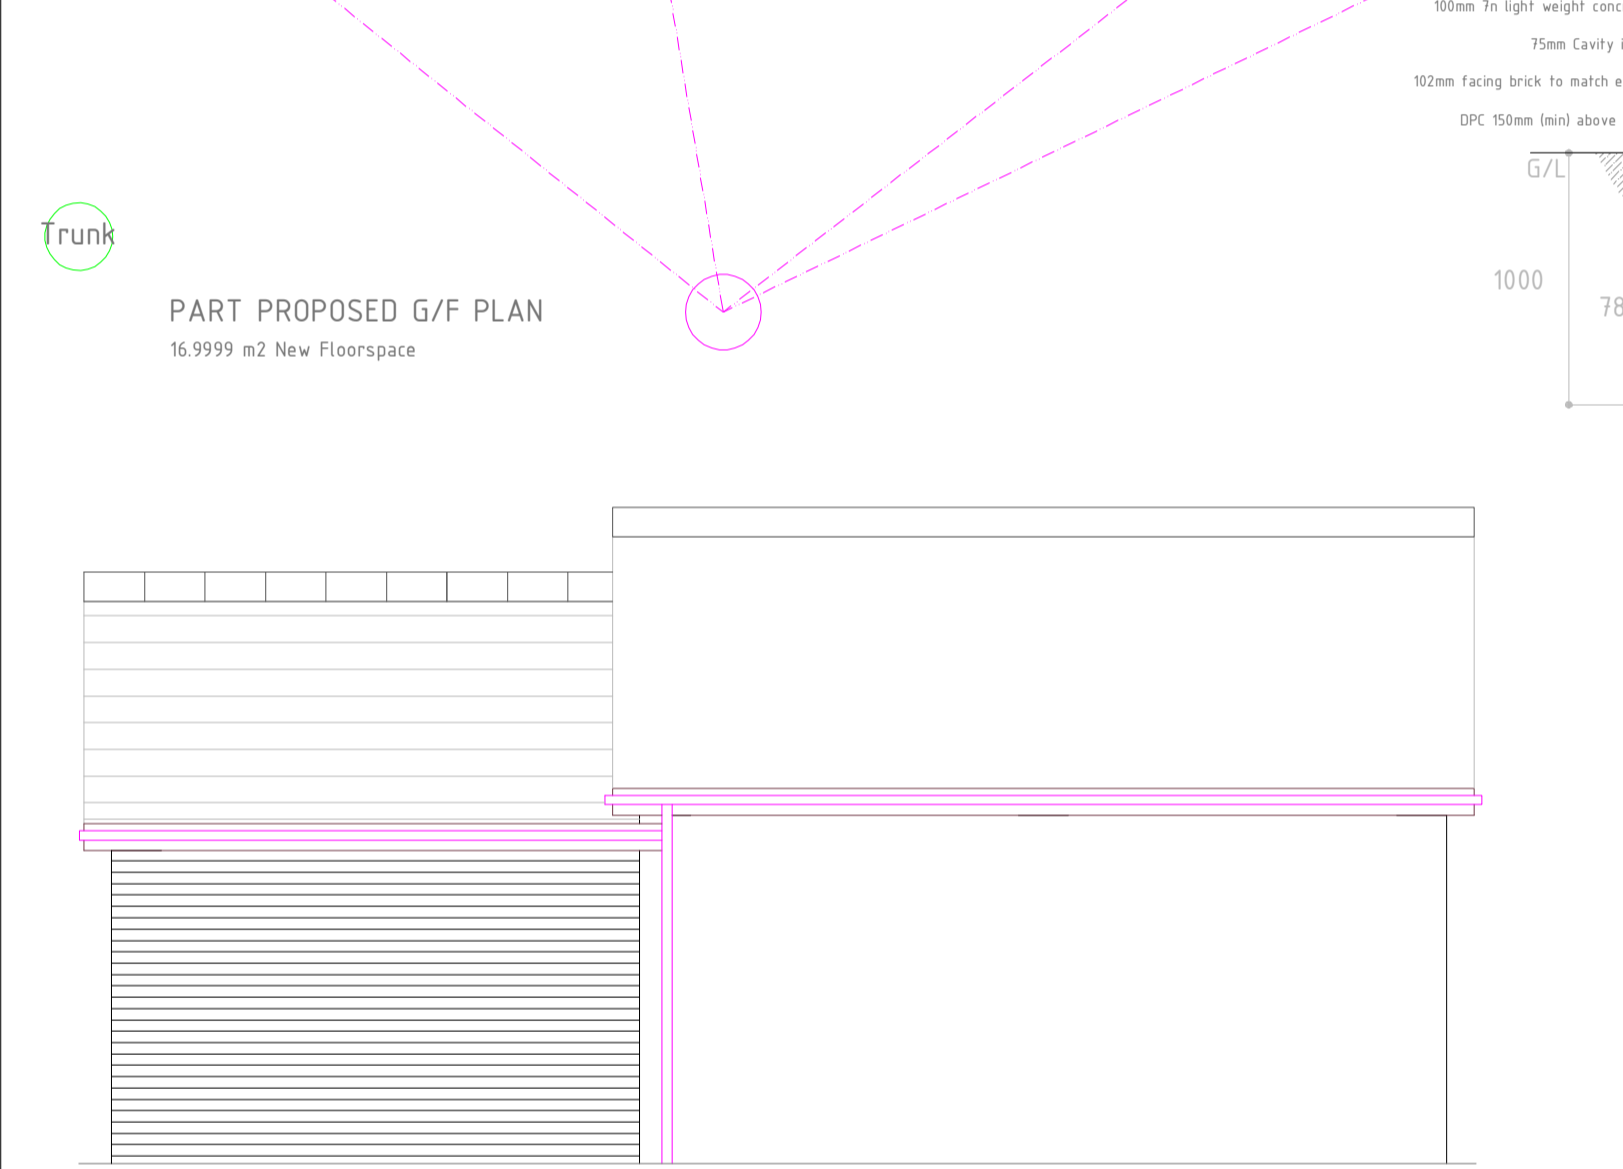 100mm 7n light weight conc
75mm Cavity i
102mm facing brick to match e
DPC 150mm (min) above
G/L
Trunk
1000
78
PART PROPOSED G/F PLAN
16.9999 m2 New Floorspace